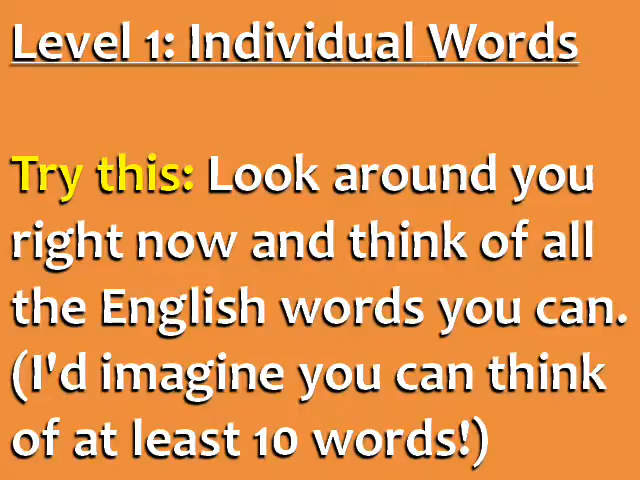 Level 1: Individual Words
Try this: Look around you
right now and think of all
the English words you can.
(I'd imagine you can think
of at least 10 words!)